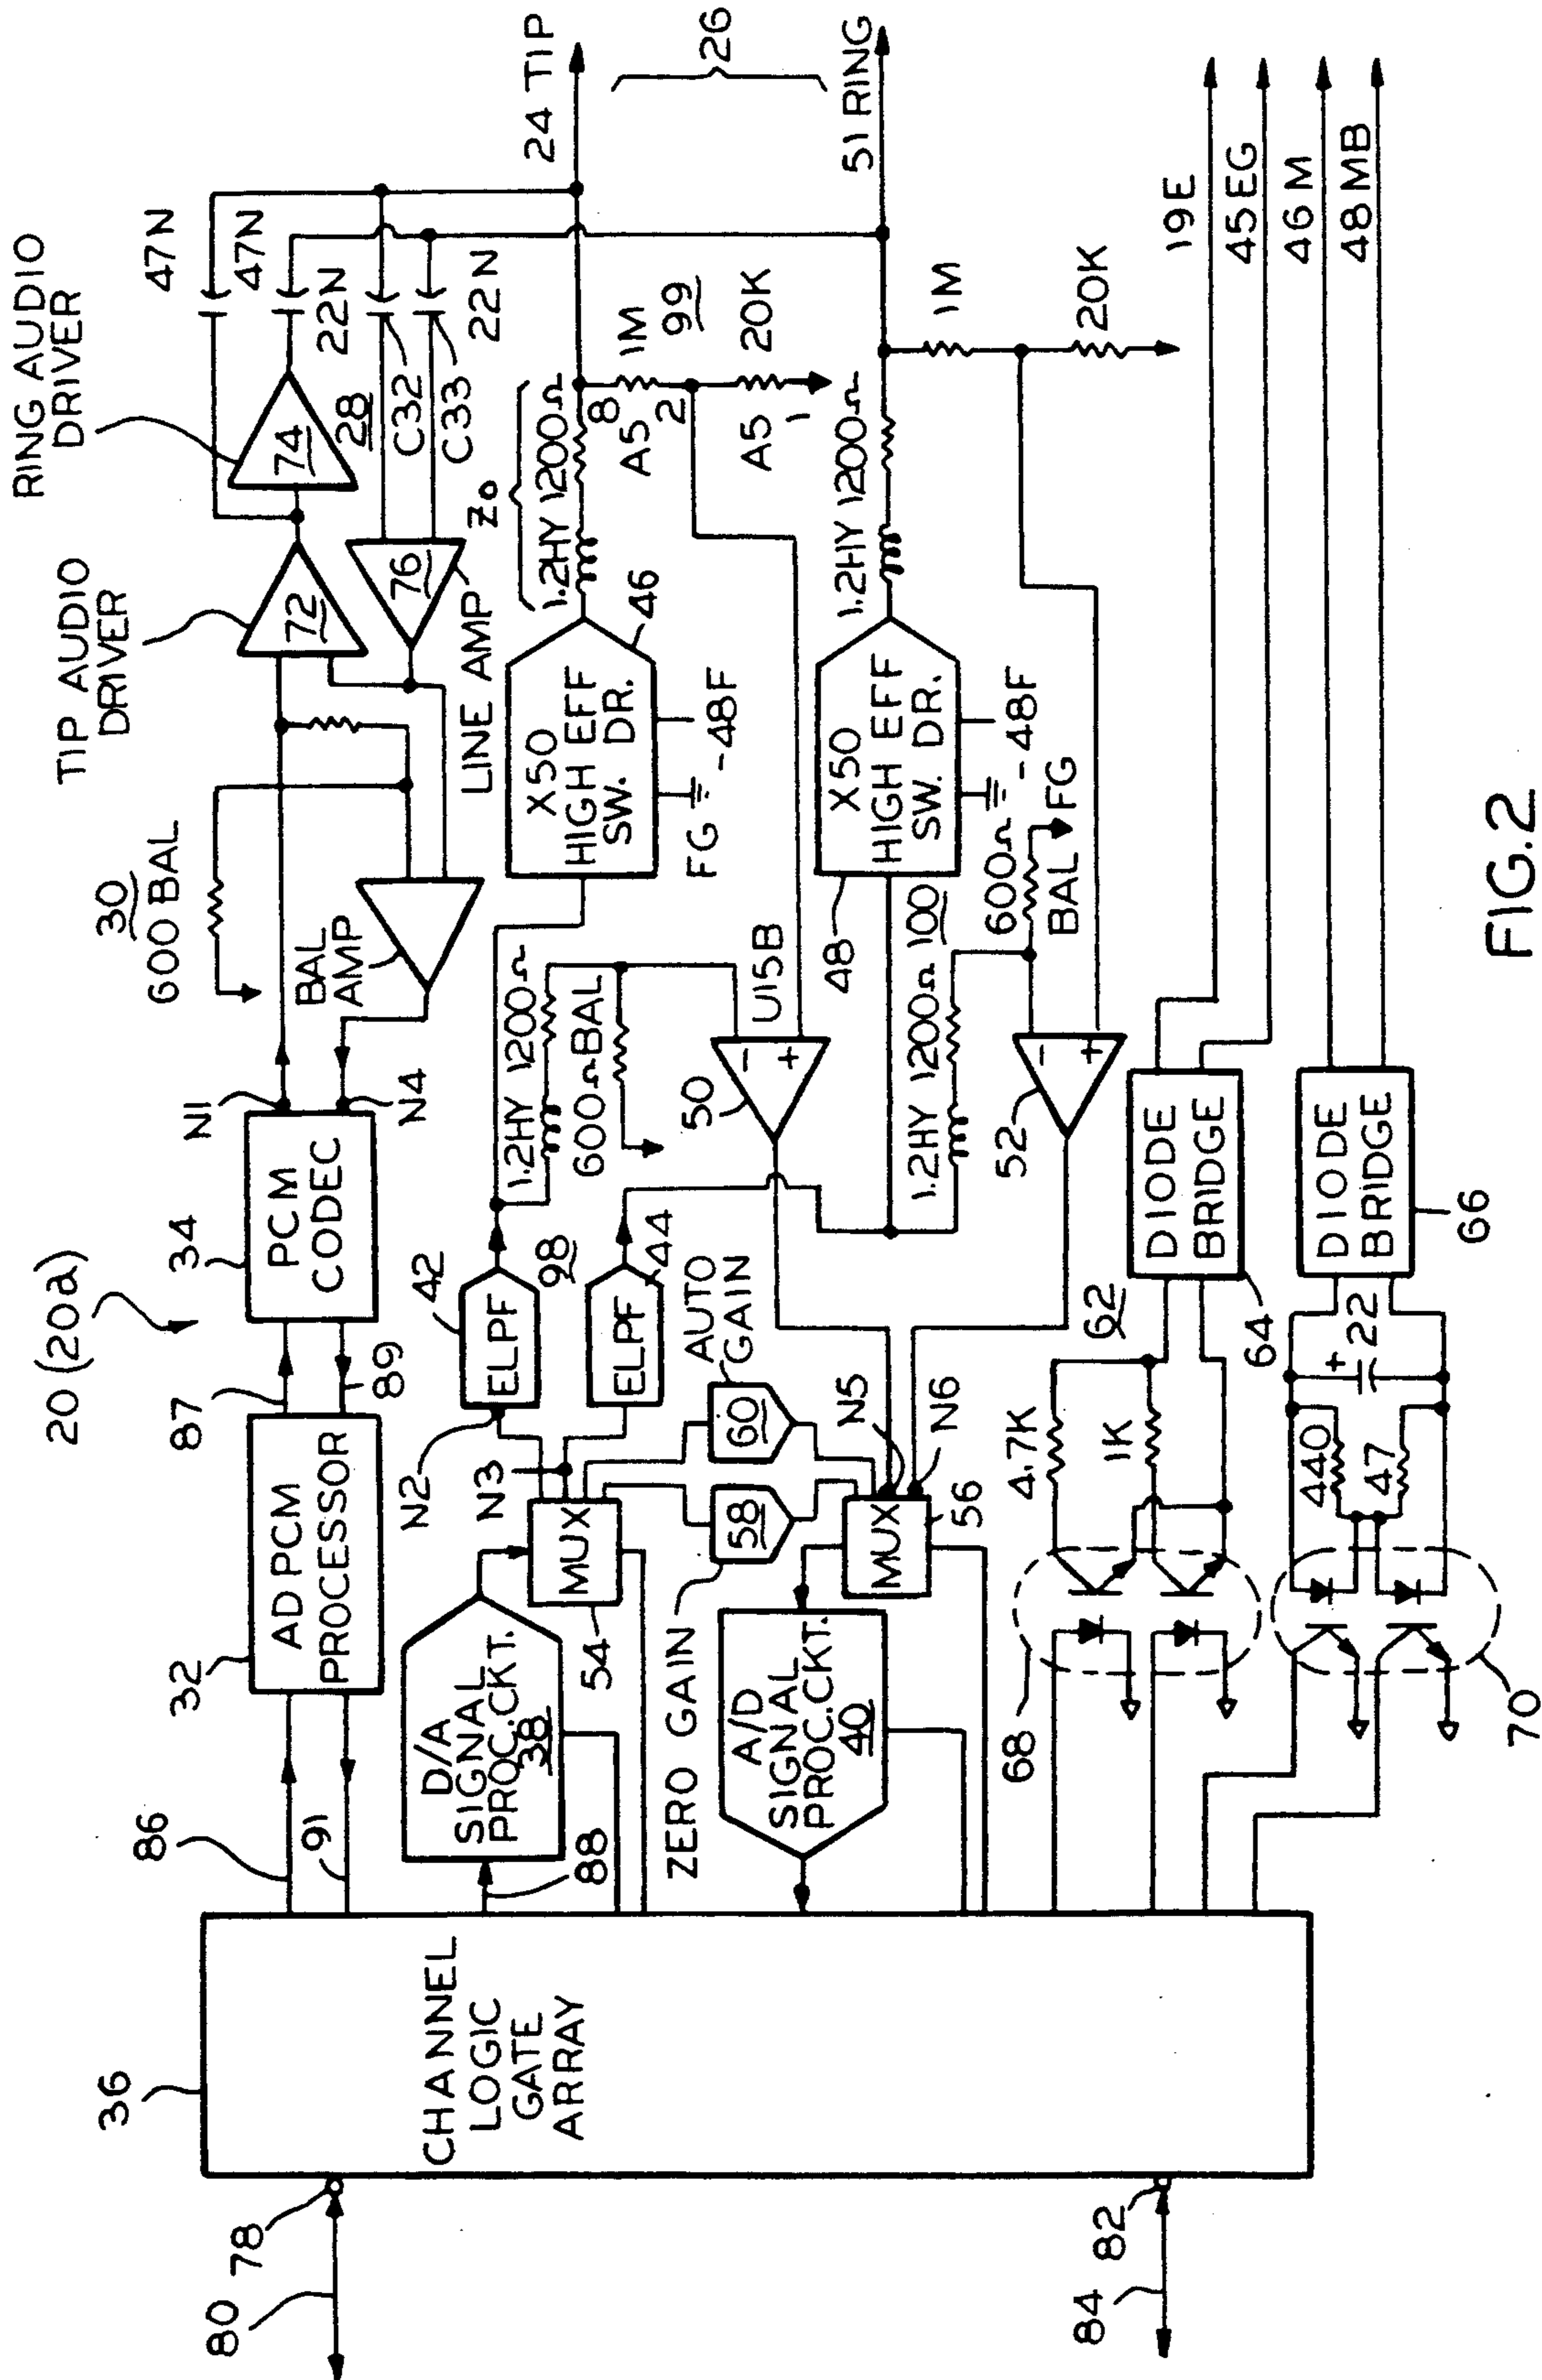 RING AUDIO
DRIVER
TIP AUDIO
DRIVER
47N
47N
22N
28
C32
C33
22N
24 TIP
26
51 RING
74
72
76
LINE AMP
30
600 BAL
BAL
AMP
N1
N4
20 (20a)
34
PCM
CODEC
87
89
32
ADPCM
PROCESSOR
86
91
36
CHANNEL
LOGIC
GATE
ARRAY
80
78
84
82
88
D/A
SIGNAL
PROC.CKT.
38
54
MUX
N2
N3
42
ELPF
98
ELPF
44
1.2HY 1200Ω
600Ω BAL
X50
HIGH EFF
SW. DR.
46
FG
-48F
Zo
1.2HY 1200Ω
8
A5
2
1M
99
A5
1
20K
ZERO GAIN
58
AUTO
GAIN
60
A/D
SIGNAL
PROC.CKT.
40
MUX
56
N5
N6
50
-
+
U15B
48
X50
HIGH EFF
SW. DR.
-48F
1.2HY 1200Ω
1M
20K
1.2HY 1200Ω
100
600Ω
BAL
FG
52
-
+
62
4.7K
1K
68
DIODE
BRIDGE
64
19E
45EG
46M
48MB
DIODE
BRIDGE
66
+
22
440
47
70
FIG.2